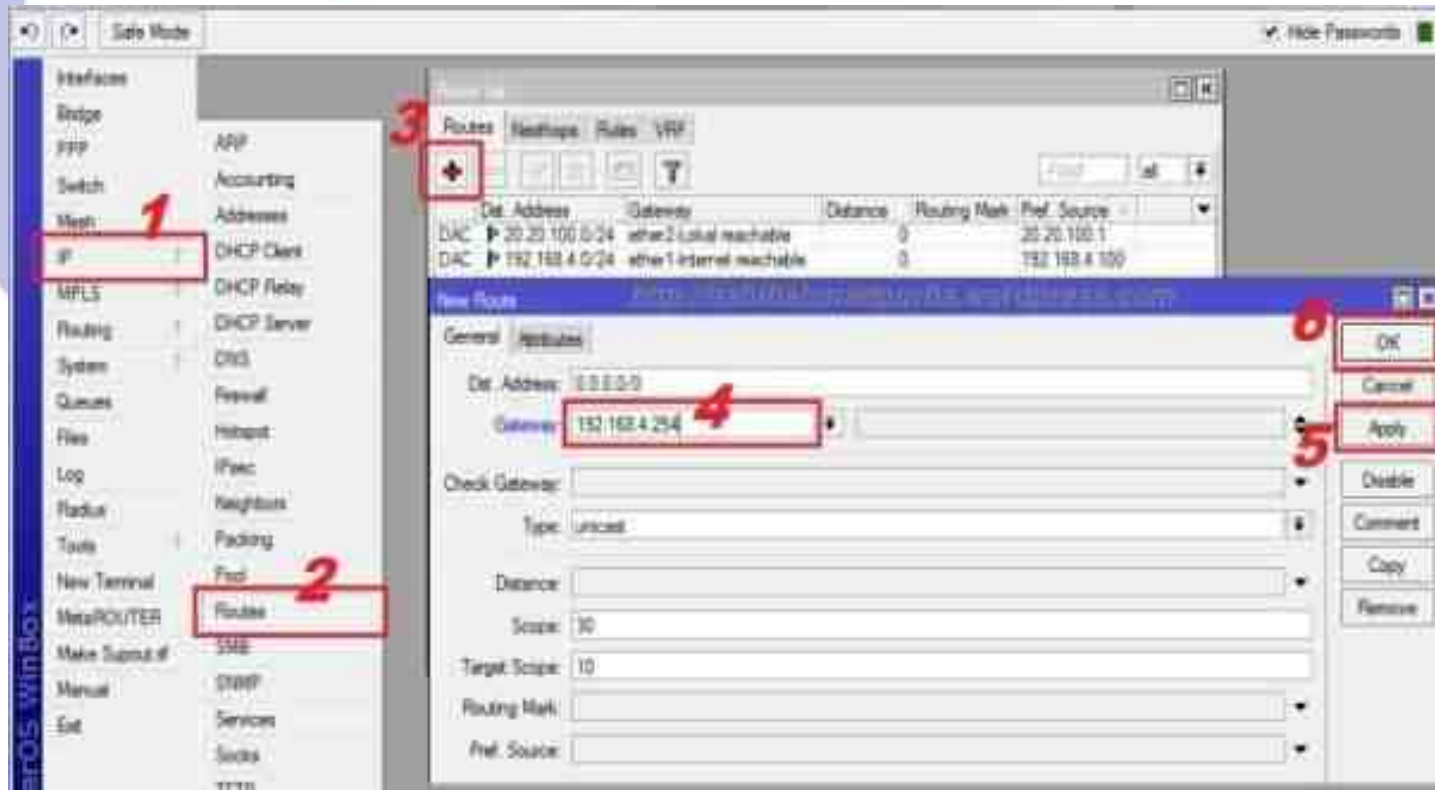 Safe Mode
Hide Passwords
Interfaces
Bridge
PPP
Switch
Mesh
1
IP
MPLS
Routing
System
Queues
Files
Log
Radius
Tools
New Terminal
MetaROUTER
Make Supout.rif
Manual
Exit
erOS WinBox
ARP
Accounting
Addresses
DHCP Client
DHCP Relay
DHCP Server
DNS
Firewall
Hotspot
IPsec
Neighbors
Packing
Pool
2
Routes
SMB
SNMP
Services
Socks
TFTP
3
Routes Nexthops Rules VRF
Find all
Dst. Address Gateway Distance Routing Mark Pref. Source
DAC 20.20.100.0/24 ether2-Lokal reachable 0 20.20.100.1
DAC 192.168.4.0/24 ether1-Internet reachable 0 192.168.4.100
New Route
General Attributes
Dst. Address: 0.0.0.0/0
Gateway: 192.168.4.254
4
Check Gateway:
Type: unicast
Distance:
Scope: 30
Target Scope: 10
Routing Mark:
Pref. Source:
6
OK
Cancel
5
Apply
Disable
Comment
Copy
Remove